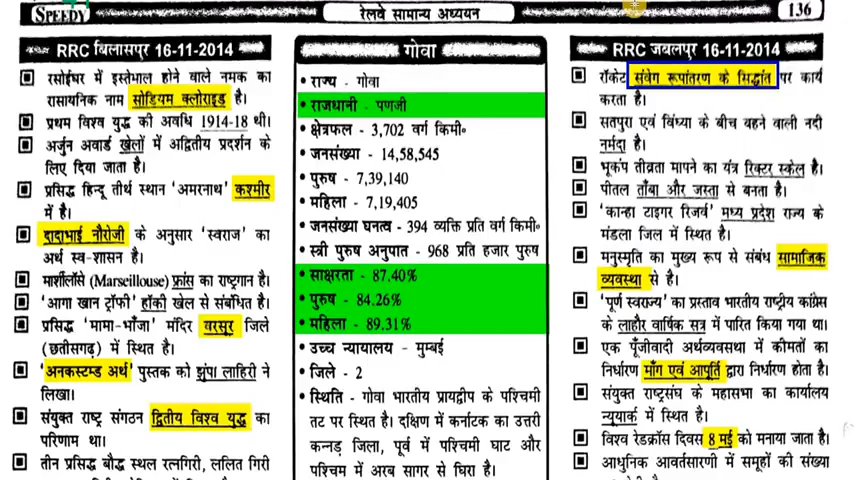 SPEEDY
रेलवे सामान्य अध्ययन
136
RRC बिलासपुर 16-11-2014
रसोईघर में इस्तेमाल होने वाले नमक का
रासायनिक नाम सोडियम क्लोराइड है।
प्रथम विश्व युद्ध की अवधि 1914-18 थी।
अर्जुन अवार्ड खेलों में अद्वितीय प्रदर्शन के
लिए दिया जाता है।
प्रसिद्ध हिन्दू तीर्थ स्थान 'अमरनाथ' कश्मीर
में है।
दादाभाई नौरोजी के अनुसार 'स्वराज' का
अर्थ स्व-शासन है।
मार्शीलॉसे (Marseillouse) फ्रांस का राष्ट्रगान है।
'आगा खान ट्रॉफी' हॉकी खेल से संबंधित है।
प्रसिद्ध 'मामा-भाँजा' मंदिर वरसूर जिले
(छतीसगढ़) में स्थित है।
'अनकस्टम्ड अर्थ' पुस्तक को झुंपा लाहिरी ने
लिखा।
संयुक्त राष्ट्र संगठन द्वितीय विश्व युद्ध का
परिणाम था।
तीन प्रसिद्ध बौद्ध स्थल रत्नगिरी, ललित गिरी
गोवा
• राज्य - गोवा
• राजधानी - पणजी
• क्षेत्रफल - 3,702 वर्ग किमी॰
• जनसंख्या - 14,58,545
• पुरुष - 7,39,140
• महिला - 7,19,405
• जनसंख्या घनत्व - 394 व्यक्ति प्रति वर्ग किमी॰
• स्त्री पुरुष अनुपात - 968 प्रति हजार पुरुष
• साक्षरता - 87.40%
• पुरुष - 84.26%
• महिला - 89.31%
• उच्च न्यायालय - मुम्बई
• जिले - 2
• स्थिति - गोवा भारतीय प्रायद्वीप के पश्चिमी
तट पर स्थित है। दक्षिण में कर्नाटक का उत्तरी
कन्नड़ जिला, पूर्व में पश्चिमी घाट और
पश्चिम में अरब सागर से घिरा है।
RRC जबलपुर 16-11-2014
रॉकेट संवेग रूपांतरण के सिद्धांत पर कार्य
करता है।
सतपुरा एवं विंध्या के बीच बहने वाली नदी
नर्मदा है।
भूकंप तीव्रता मापने का यंत्र रिक्टर स्केल है।
पीतल ताँबा और जस्ता से बनता है।
'कान्हा टाइगर रिजर्व' मध्य प्रदेश राज्य के
मंडला जिल में स्थित है।
मनुस्मृति का मुख्य रूप से संबंध सामाजिक
व्यवस्था से है।
'पूर्ण स्वराज्य' का प्रस्ताव भारतीय राष्ट्रीय कांग्रेस
के लाहौर वार्षिक सत्र में पारित किया गया था।
एक पूँजीवादी अर्थव्यवसथा में कीमतों का
निर्धारण माँग एवं आपूर्ति द्वारा निर्धारण होता है।
संयुक्त राष्ट्रसंघ के महासभा का कार्यालय
न्यूयार्क में स्थित है।
विश्व रेडक्रॉस दिवस 8 मई को मनाया जाता है।
आधुनिक आवर्तसारणी में समूहों की संख्या